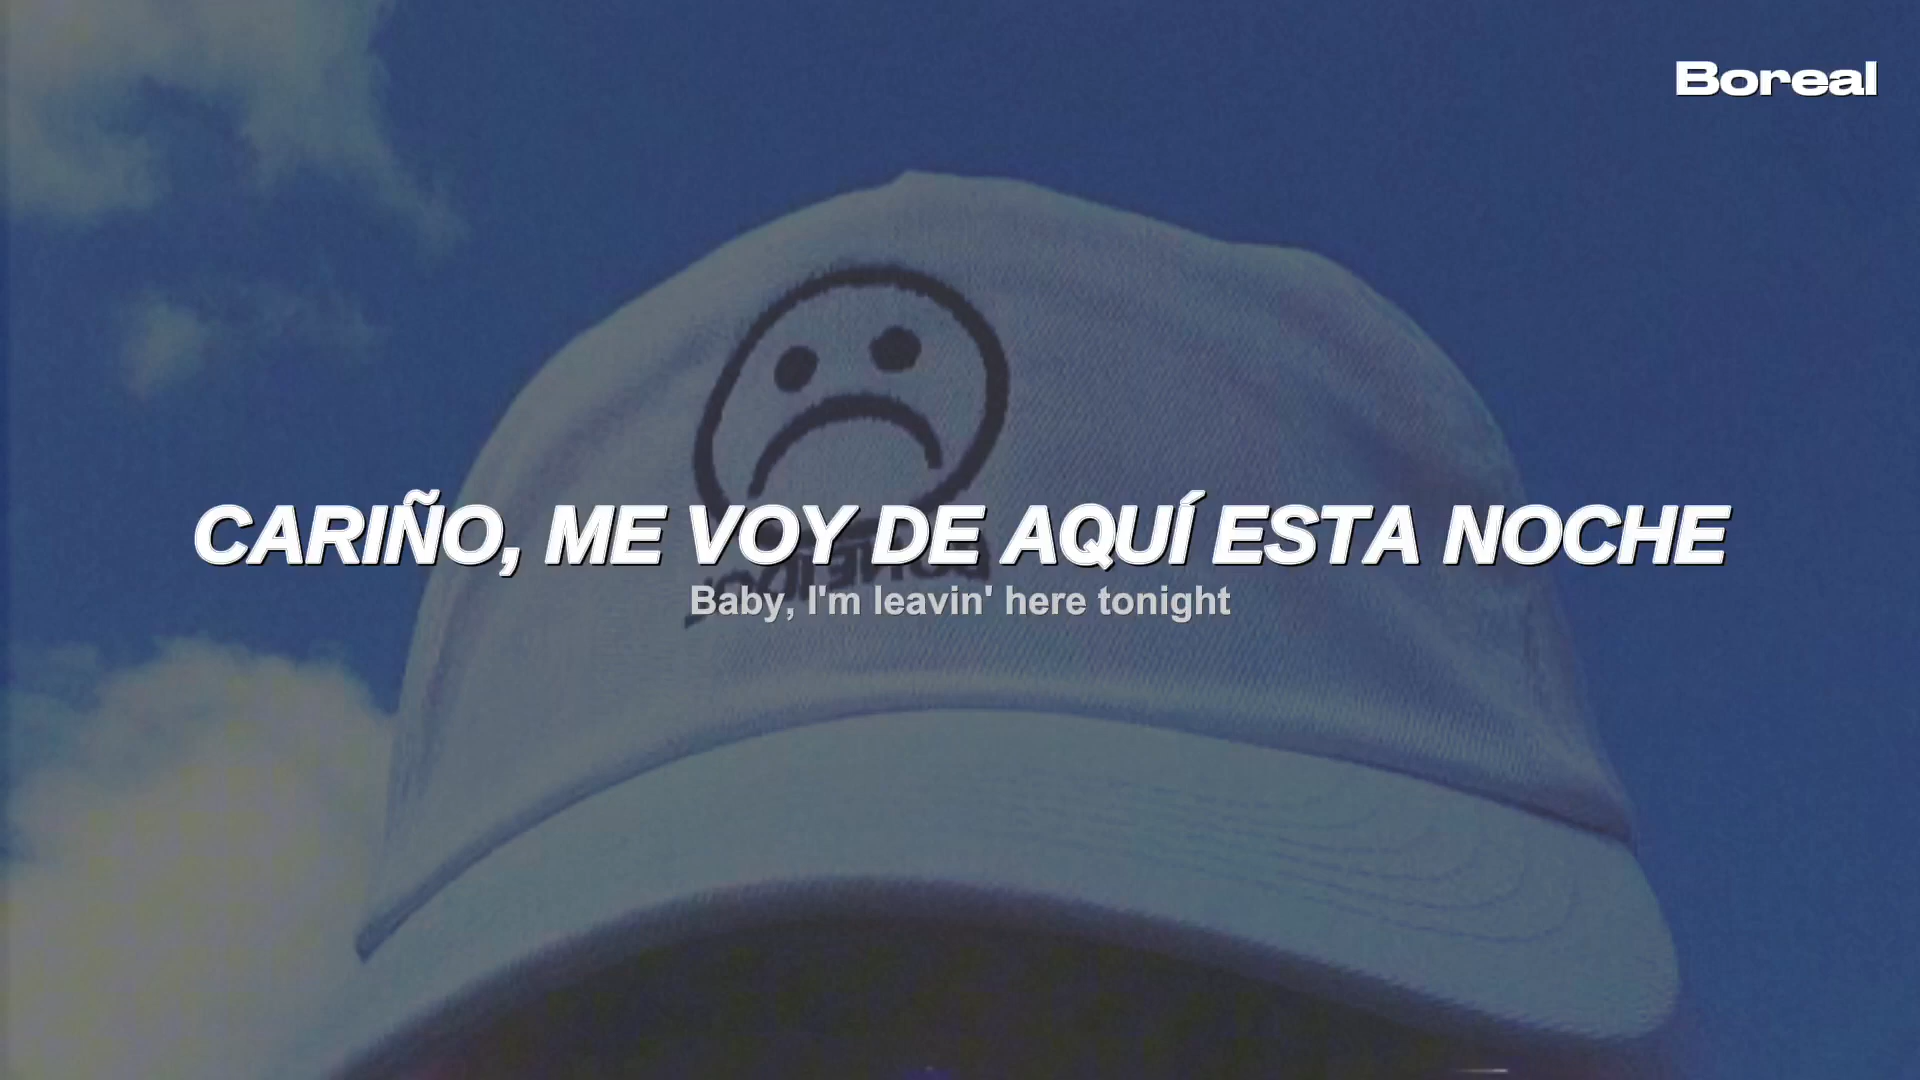 Boreal
CARIÑO, ME VOY DE AQUÍ ESTA NOCHE
Baby, I'm leavin' here tonight